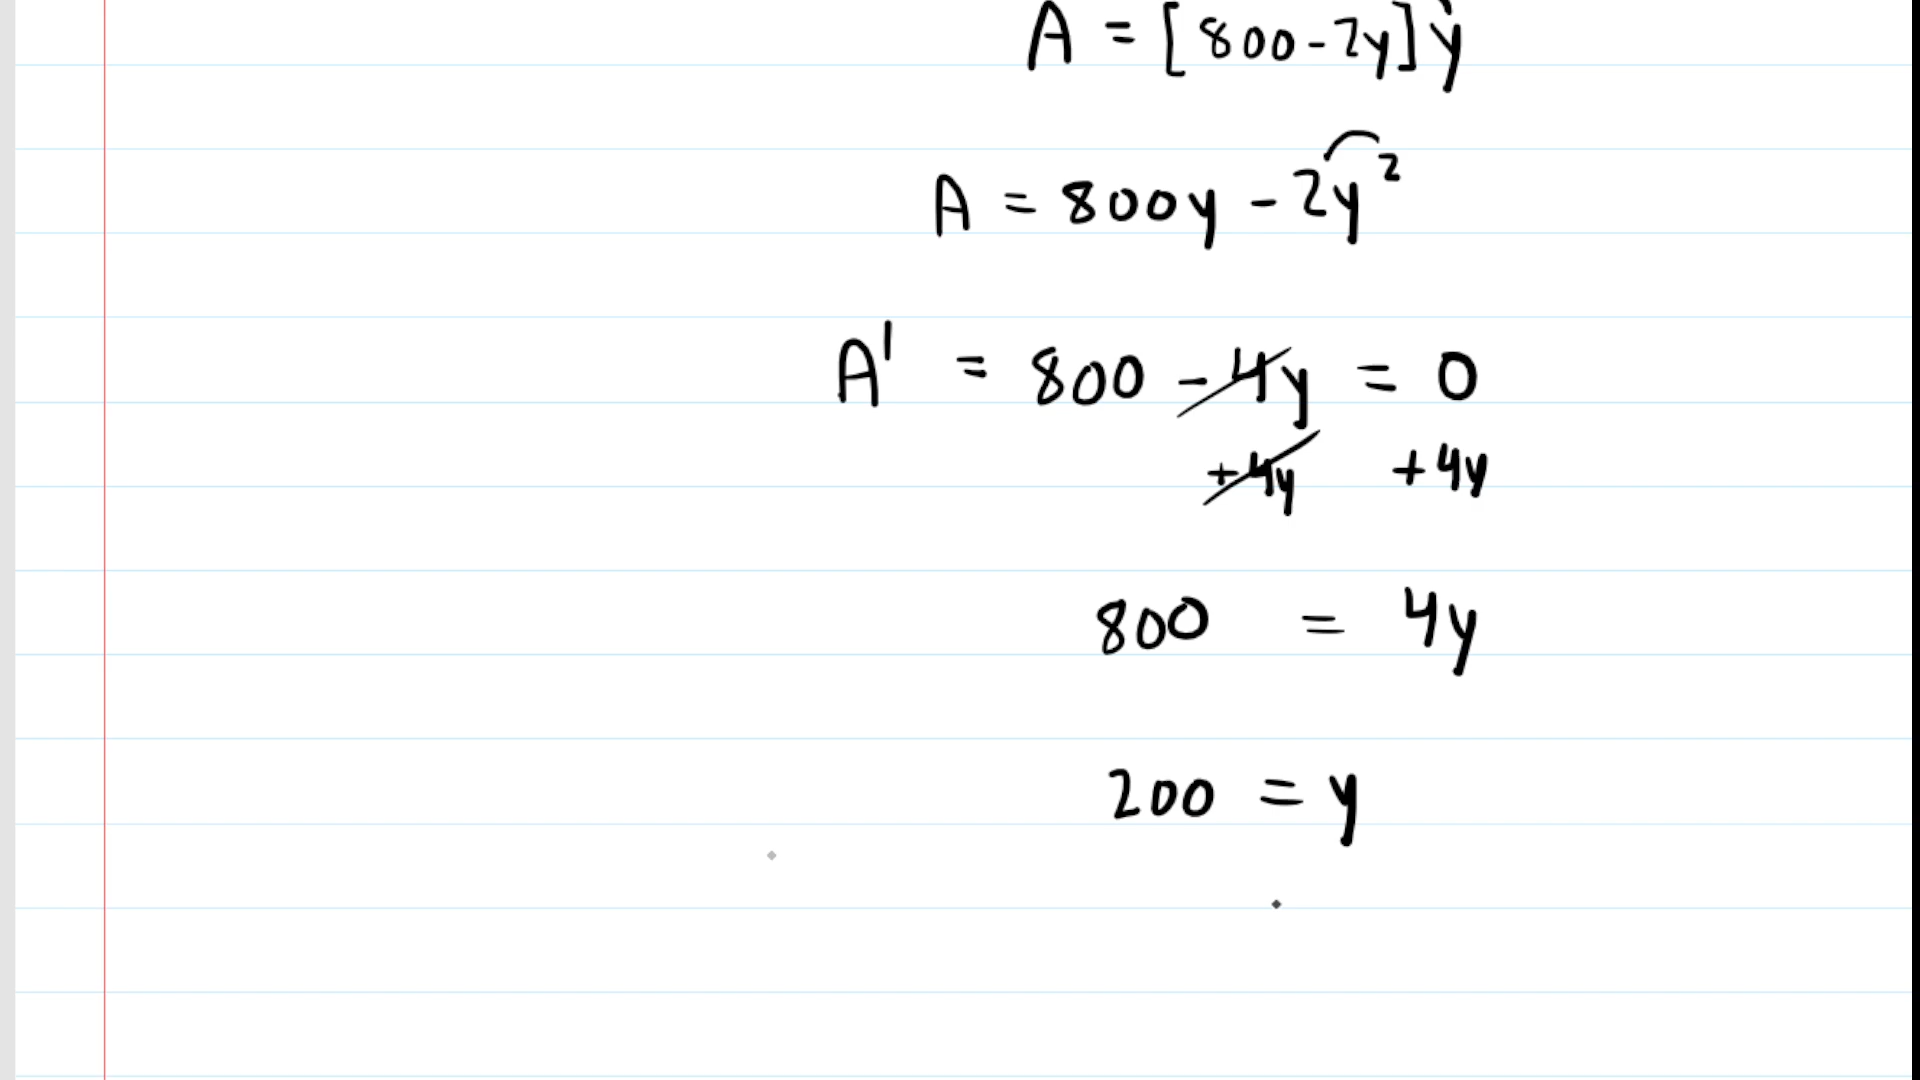 A = [800-2y]y
A = 800y - 2y²
A' = 800 - 4y = 0
+4y +4y
800 = 4y
200 = y